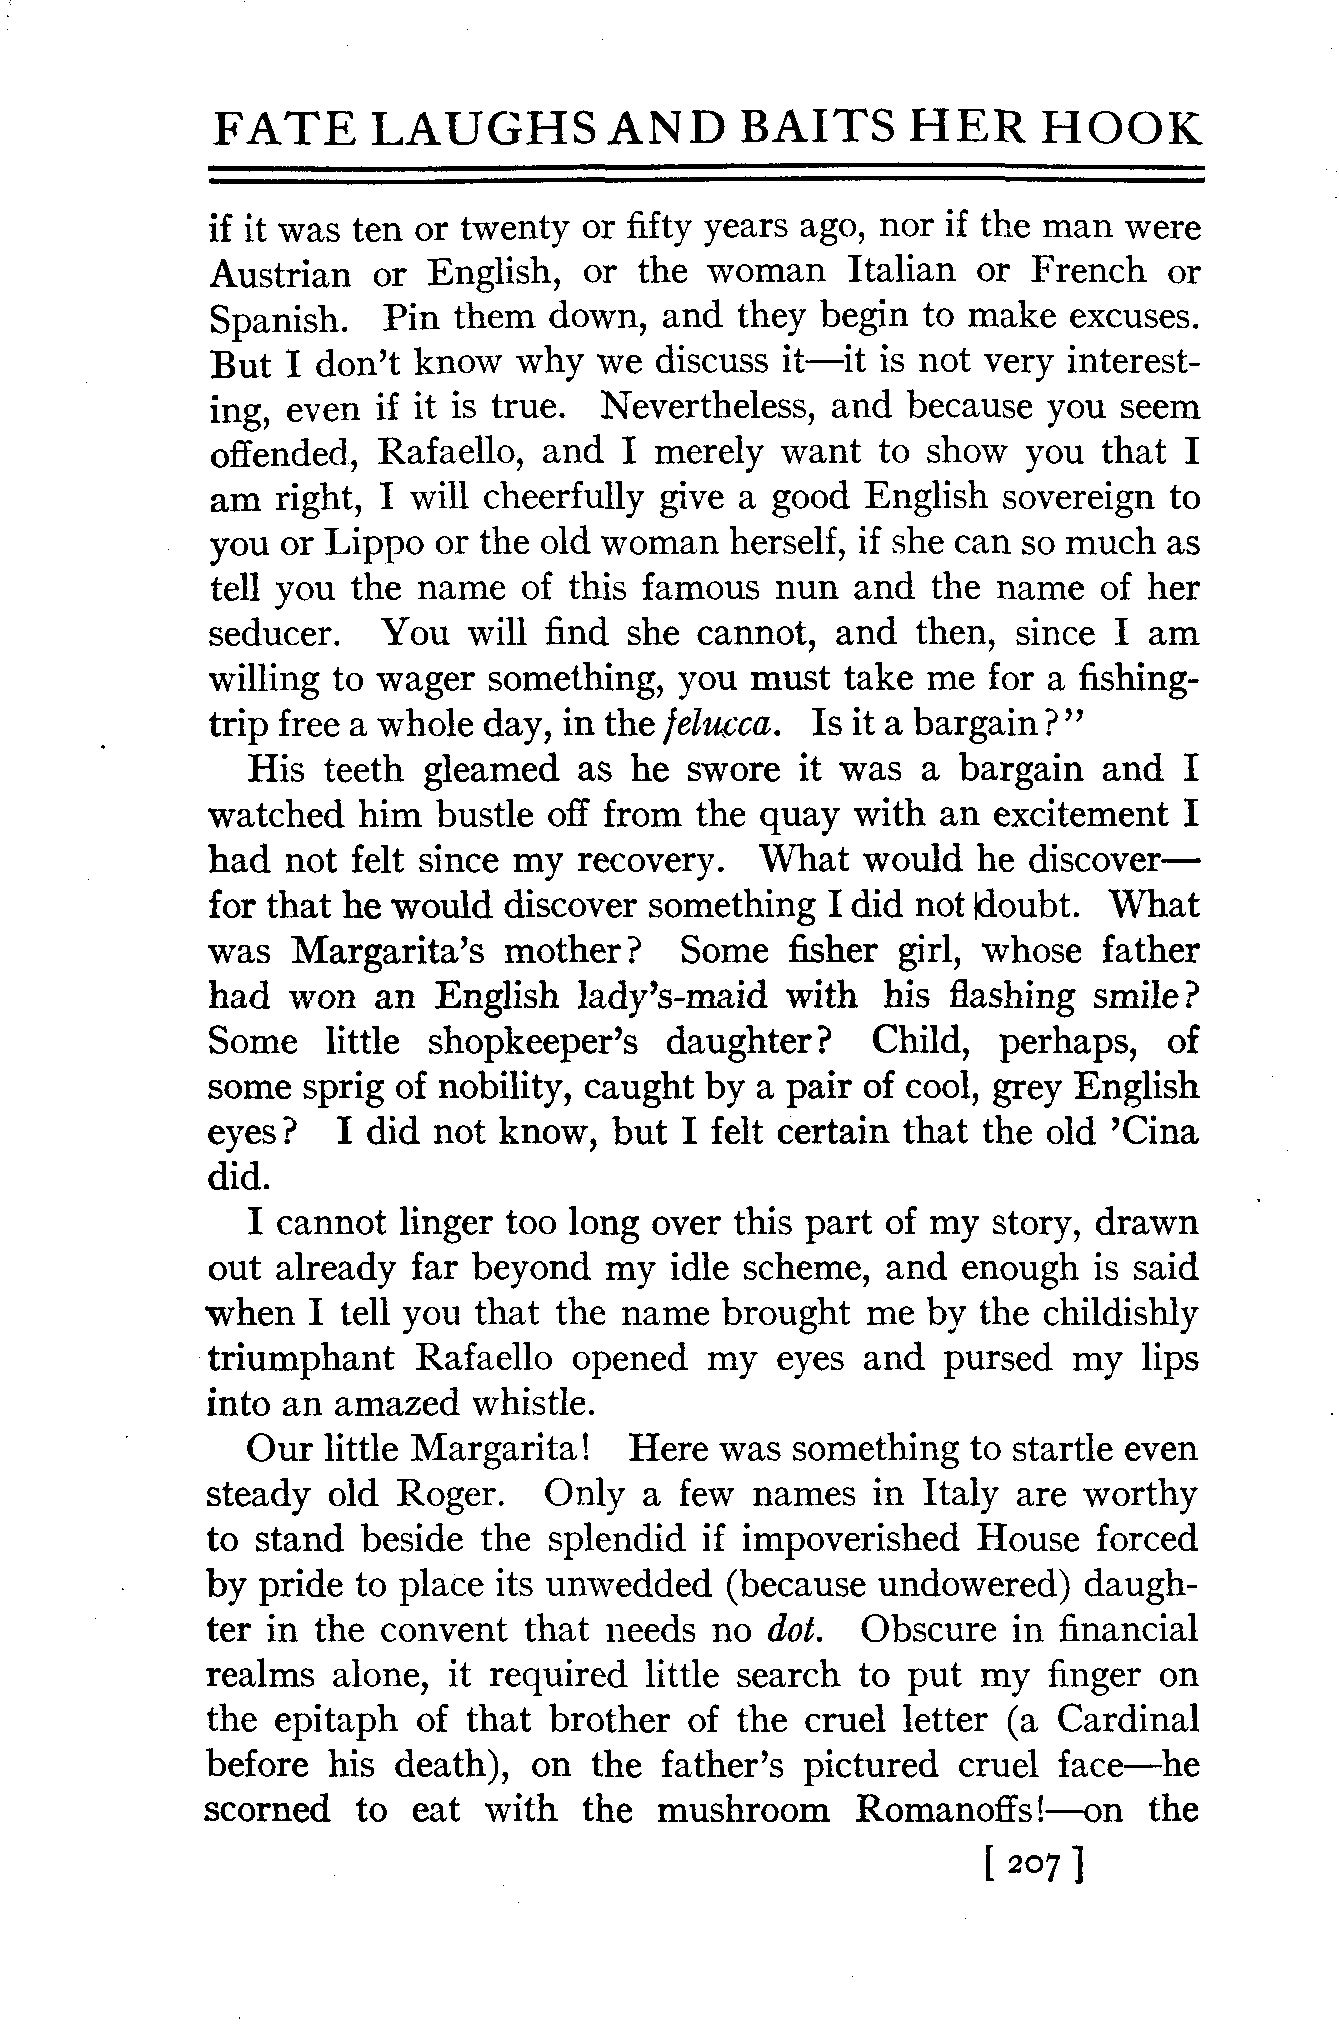 FATE LAUGHS AND BAITS HER HOOK
if it was ten or twenty or fifty years ago, nor if the man were
Austrian or English, or the woman Italian or French or
Spanish. Pin them down, and they begin to make excuses.
But I don't know why we discuss it—it is not very interest-
ing, even if it is true. Nevertheless, and because you seem
offended, Rafaello, and I merely want to show you that I
am right, I will cheerfully give a good English sovereign to
you or Lippo or the old woman herself, if she can so much as
tell you the name of this famous nun and the name of her
seducer. You will find she cannot, and then, since I am
willing to wager something, you must take me for a fishing-
trip free a whole day, in the felucca. Is it a bargain?"
His teeth gleamed as he swore it was a bargain and I
watched him bustle off from the quay with an excitement I
had not felt since my recovery. What would he discover—
for that he would discover something I did not doubt. What
was Margarita's mother? Some fisher girl, whose father
had won an English lady's-maid with his flashing smile?
Some little shopkeeper's daughter? Child, perhaps, of
some sprig of nobility, caught by a pair of cool, grey English
eyes? I did not know, but I felt certain that the old 'Cina
did.
I cannot linger too long over this part of my story, drawn
out already far beyond my idle scheme, and enough is said
when I tell you that the name brought me by the childishly
triumphant Rafaello opened my eyes and pursed my lips
into an amazed whistle.
Our little Margarita! Here was something to startle even
steady old Roger. Only a few names in Italy are worthy
to stand beside the splendid if impoverished House forced
by pride to place its unwedded (because undowered) daugh-
ter in the convent that needs no dot. Obscure in financial
realms alone, it required little search to put my finger on
the epitaph of that brother of the cruel letter (a Cardinal
before his death), on the father's pictured cruel face—he
scorned to eat with the mushroom Romanoffs!—on the
[ 207 ]